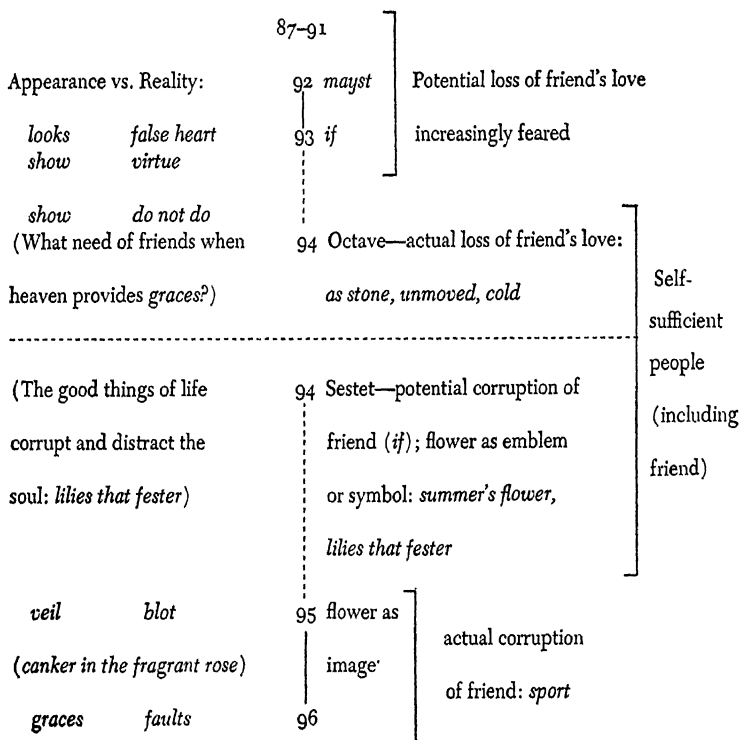 87–91
Appearance vs. Reality: 92 mayst Potential loss of friend's love
looks false heart 93 if increasingly feared
show virtue
show do not do
(What need of friends when 94 Octave—actual loss of friend's love:
heaven provides graces?) as stone, unmoved, cold
Self-
sufficient
people
(including
friend)
(The good things of life 94 Sestet—potential corruption of
corrupt and distract the friend (if); flower as emblem
soul: lilies that fester) or symbol: summer's flower,
lilies that fester
veil blot 95 flower as
(canker in the fragrant rose) image
actual corruption
of friend: sport
graces faults 96